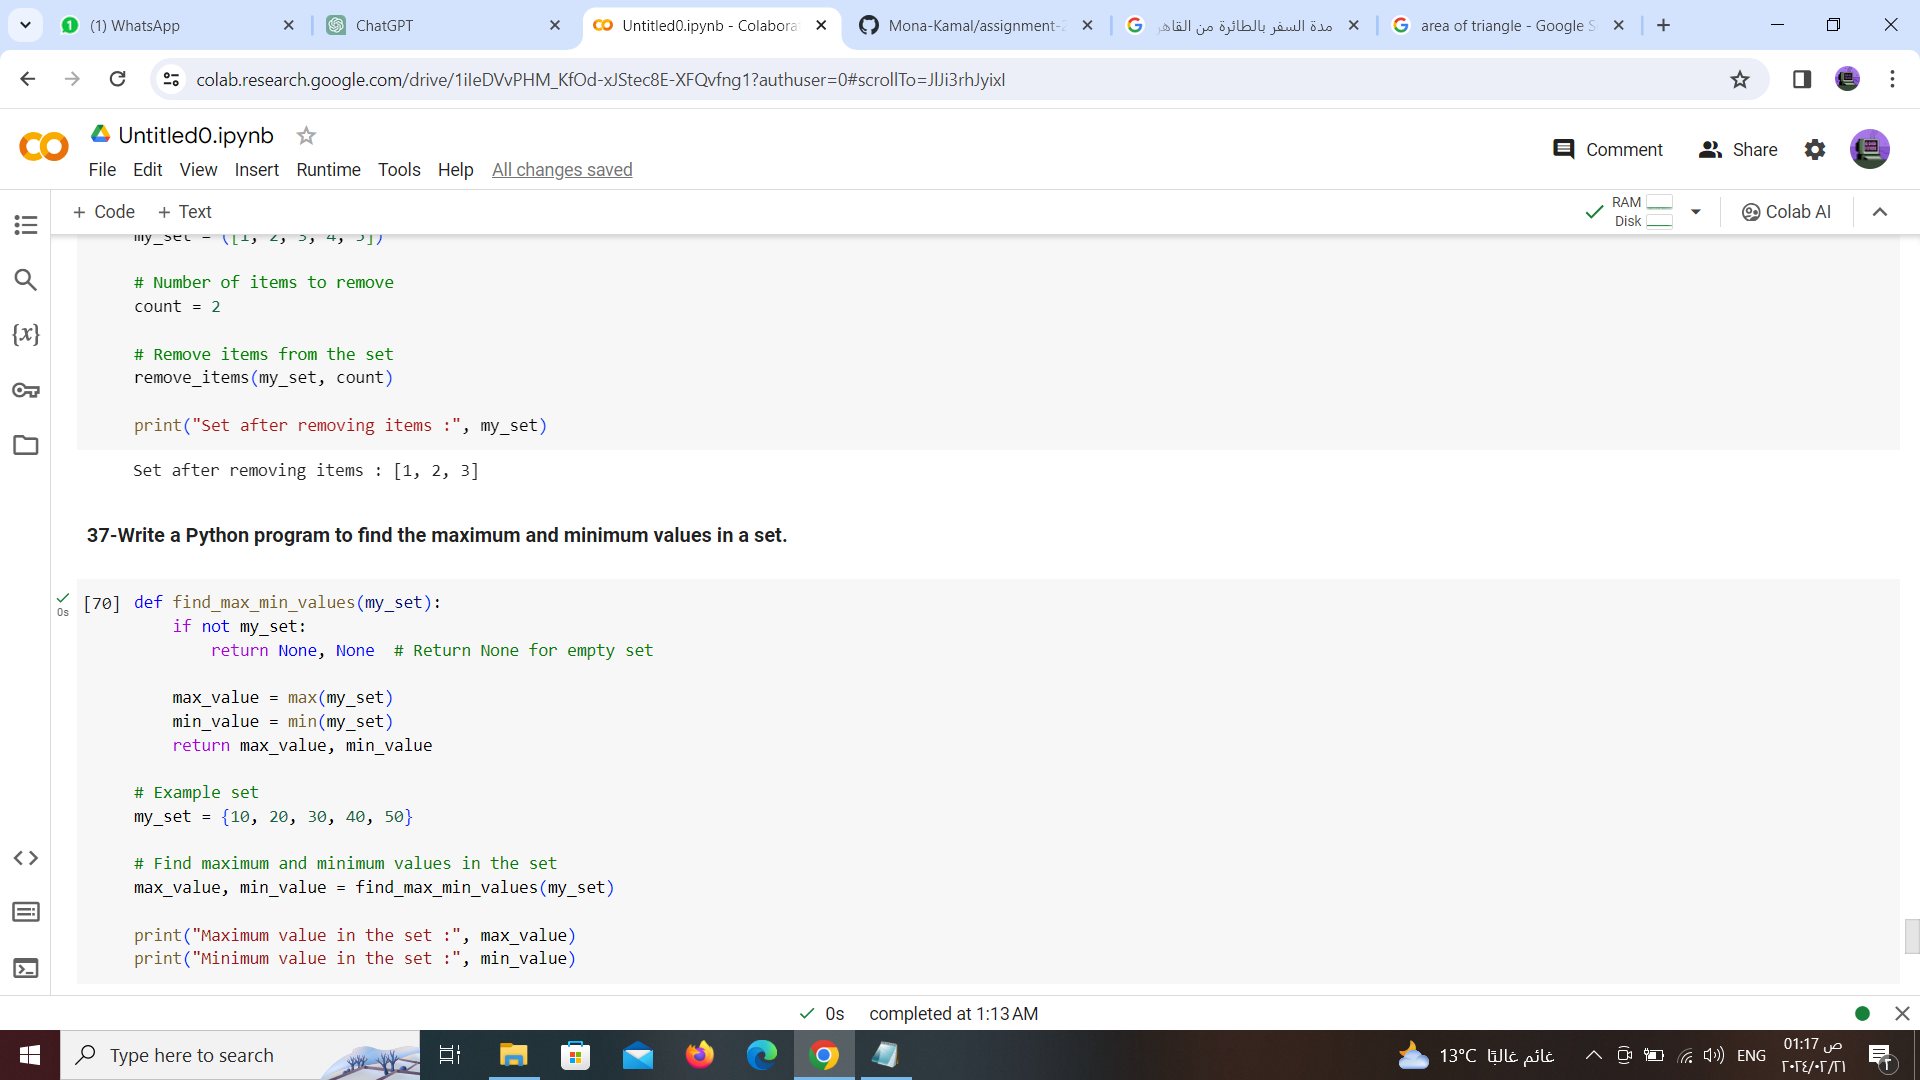 (1) WhatsApp
ChatGPT
Untitled0.ipynb - Colabora
Mona-Kamal/assignment-2
مدة السفر بالطائرة من القاهر
area of triangle - Google S
colab.research.google.com/drive/1iIeDVvPHM_KfOd-xJStec8E-XFQvfng1?authuser=0#scrollTo=JlJi3rhJyixI
Untitled0.ipynb
File Edit View Insert Runtime Tools Help All changes saved
Comment
Share
+ Code + Text
RAM
Disk
Colab AI
my_set = ([1, 2, 3, 4, 5])
# Number of items to remove
count = 2
# Remove items from the set
remove_items(my_set, count)
print("Set after removing items :", my_set)
Set after removing items : [1, 2, 3]
37-Write a Python program to find the maximum and minimum values in a set.
0s
[70] def find_max_min_values(my_set):
if not my_set:
return None, None # Return None for empty set
max_value = max(my_set)
min_value = min(my_set)
return max_value, min_value
# Example set
my_set = {10, 20, 30, 40, 50}
# Find maximum and minimum values in the set
max_value, min_value = find_max_min_values(my_set)
print("Maximum value in the set :", max_value)
print("Minimum value in the set :", min_value)
0s completed at 1:13 AM
Type here to search
13°C غائم غالبًا
ENG
01:17 ص
٢٠٢٤/٠٢/٢١
٢